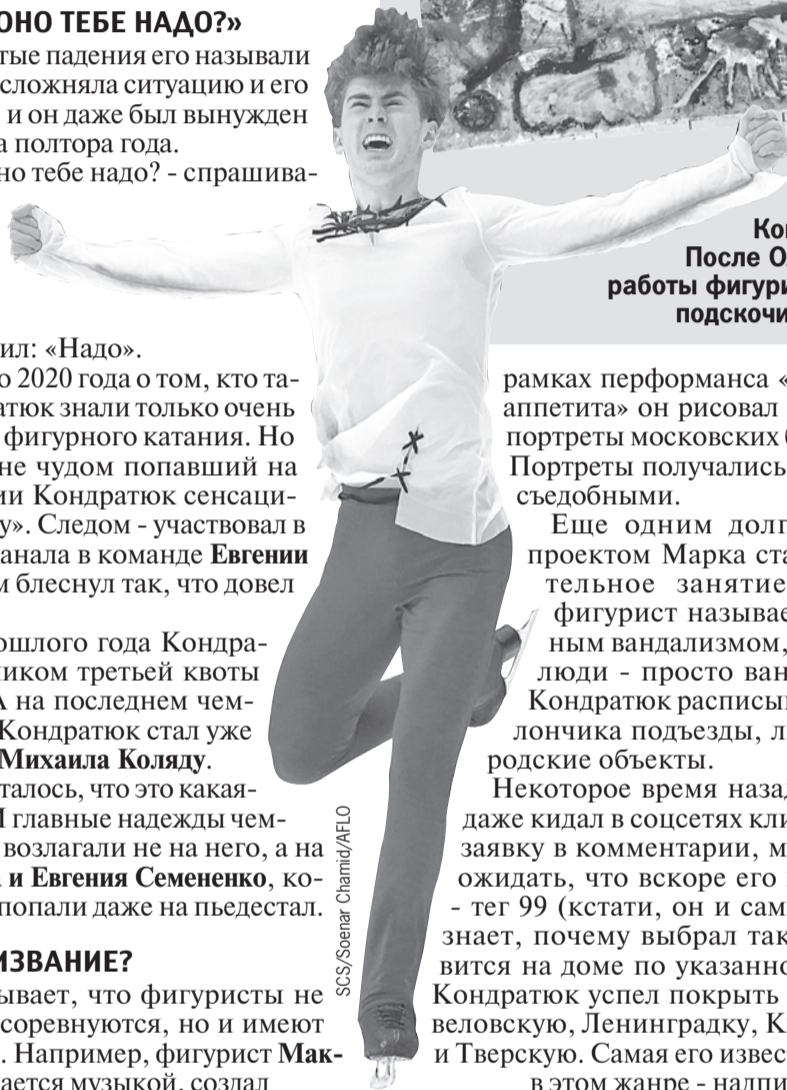 ОНО ТЕБЕ НАДО?»
тые падения его называли
сложняла ситуацию и его
и он даже был вынужден
а полтора года.
но тебе надо? - спрашива-
ил: «Надо».
о 2020 года о том, кто та-
атюк знали только очень
фигурного катания. Но
не чудом попавший на
ии Кондратюк сенсаци-
у». Следом - участвовал в
анала в команде Евгении
м блеснул так, что довел
ошлого года Кондра-
иком третьей квоты
А на последнем чем-
Кондратюк стал уже
Михаила Коляду.
талось, что это какая-
И главные надежды чем-
возлагали не на него, а на
и Евгения Семененко, ко-
попали даже на пьедестал.
ИЗВАНИЕ?
ывает, что фигуристы не
соревнуются, но и имеют
. Например, фигурист Мак-
ается музыкой, создал
SCS/Soenar Chamid/AFLO
Ко
После О
работы фигури
подскочи
рамках перформанса «
аппетита» он рисовал
портреты московских
Портреты получались
съедобными.
Еще одним долг
проектом Марка ста
тельное занятие
фигурист называе
ным вандализмом,
люди - просто ван
Кондратюк расписы
лончика подъезды, л
родские объекты.
Некоторое время наза
даже кидал в соцсетях кли
заявку в комментарии, м
ожидать, что вскоре его
- тег 99 (кстати, он и сам
знает, почему выбрал так
вится на доме по указанно
Кондратюк успел покрыть
веловскую, Ленинградку, К
и Тверскую. Самая его извес
в этом жанре - надпи